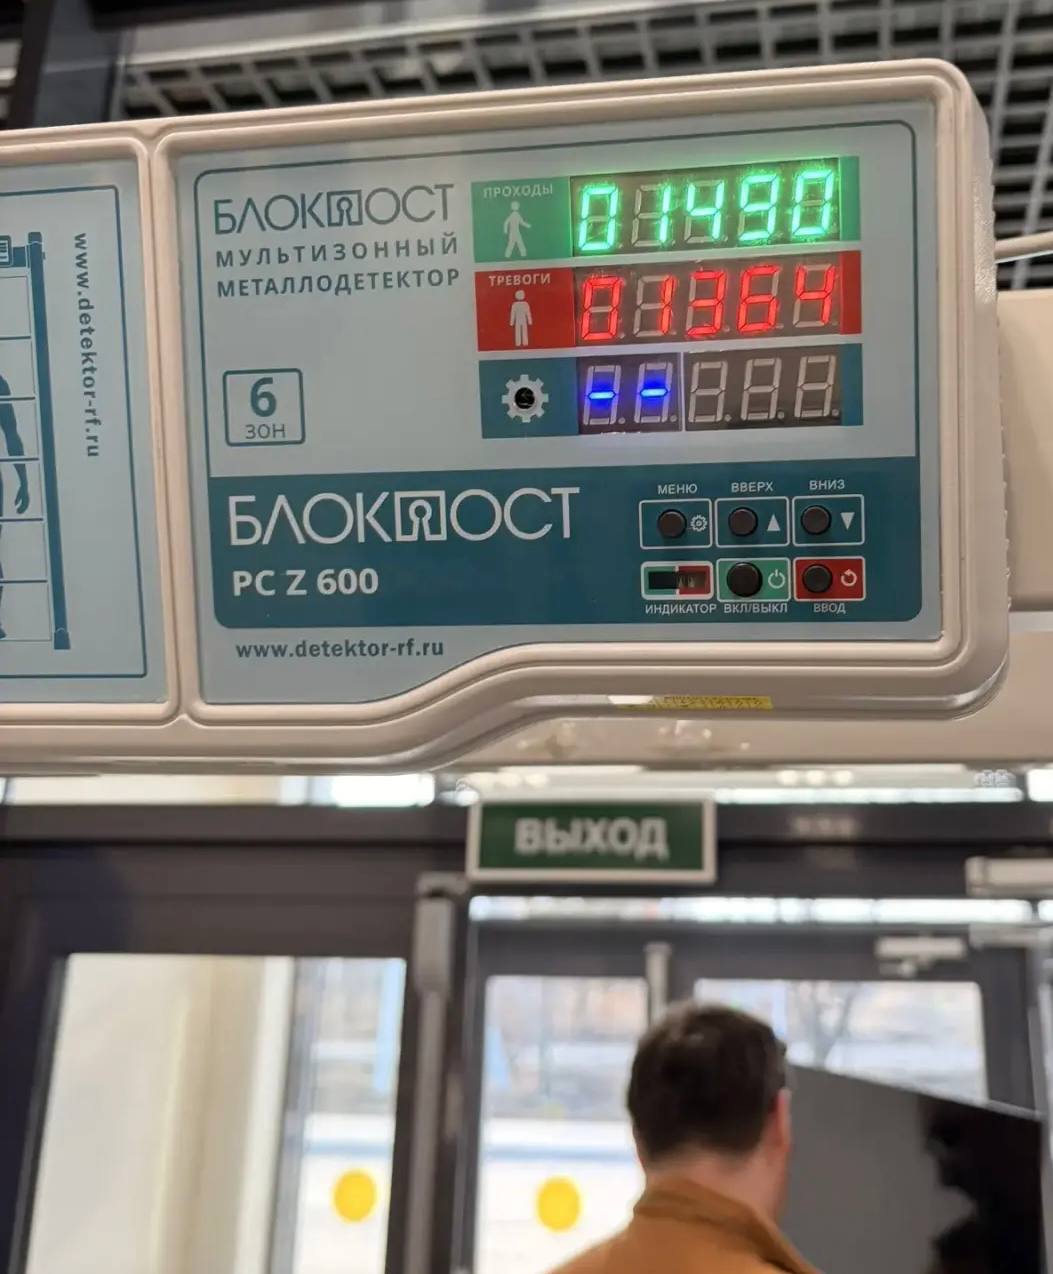 www.detektor-rf.ru
БЛОКПОСТ
МУЛЬТИЗОННЫЙ
МЕТАЛЛОДЕТЕКТОР
ПРОХОДЫ
01490
ТРЕВОГИ
01364
--
6
ЗОН
БЛОКПОСТ
PC Z 600
МЕНЮ
ВВЕРХ
ВНИЗ
ИНДИКАТОР
ВКЛ/ВЫКЛ
ВВОД
www.detektor-rf.ru
ВЫХОД